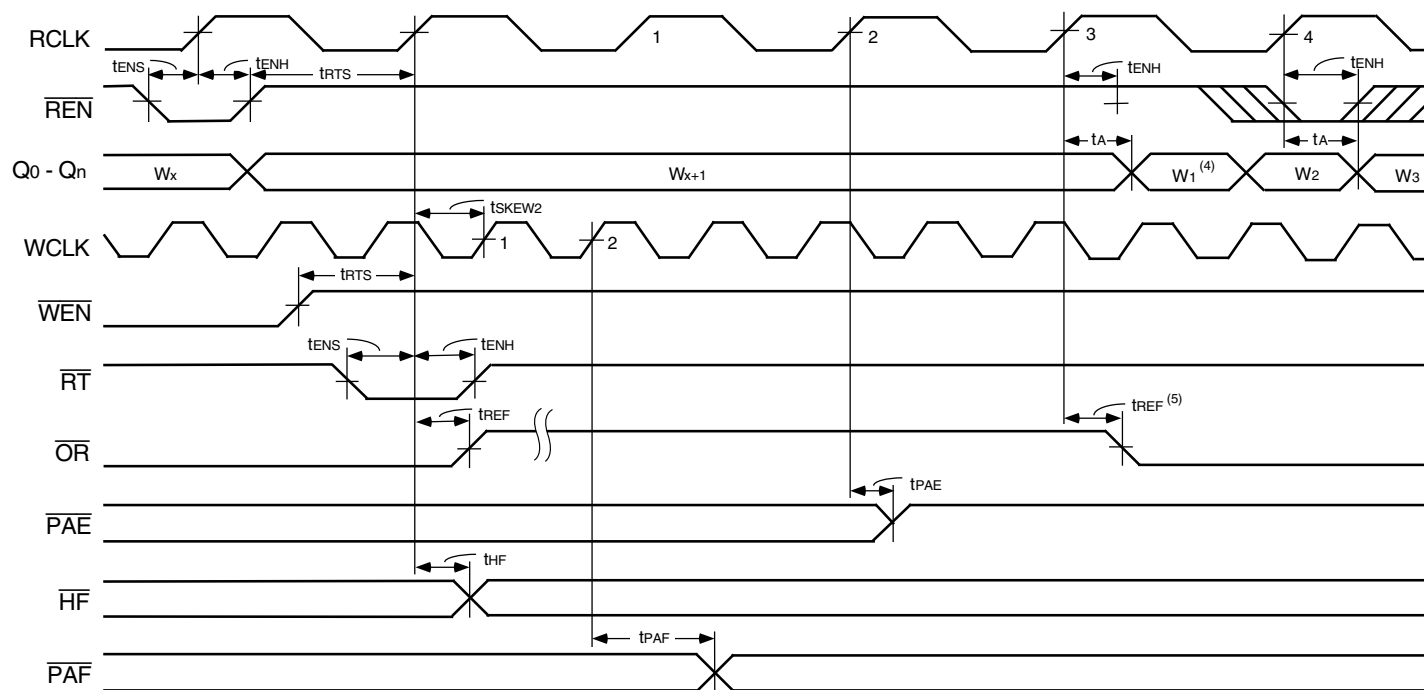 RCLK 1 2 3 4
tENS tENH tRTS tENH tENH
REN
tA tA
Q0 - Qn Wx Wx+1 W1 (4) W2 W3
tSKEW2
WCLK 1 2
tRTS
WEN
tENS tENH
RT
tREF tREF (5)
OR
tPAE
PAE
tHF
HF
tPAF
PAF